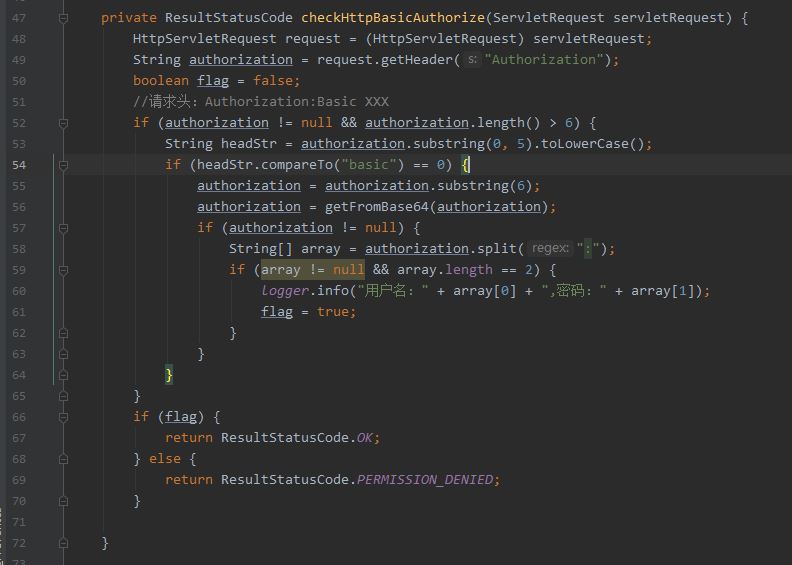 47 private ResultStatusCode checkHttpBasicAuthorize(ServletRequest servletRequest) {
48 HttpServletRequest request = (HttpServletRequest) servletRequest;
49 String authorization = request.getHeader( s: "Authorization");
50 boolean flag = false;
51 //请求头：Authorization:Basic XXX
52 if (authorization != null && authorization.length() > 6) {
53 String headStr = authorization.substring(0, 5).toLowerCase();
54 if (headStr.compareTo("basic") == 0) {
55 authorization = authorization.substring(6);
56 authorization = getFromBase64(authorization);
57 if (authorization != null) {
58 String[] array = authorization.split( regex: ":");
59 if (array != null && array.length == 2) {
60 logger.info("用户名：" + array[0] + ",密码：" + array[1]);
61 flag = true;
62 }
63 }
64 }
65 }
66 if (flag) {
67 return ResultStatusCode.OK;
68 } else {
69 return ResultStatusCode.PERMISSION_DENIED;
70 }
71
72 }